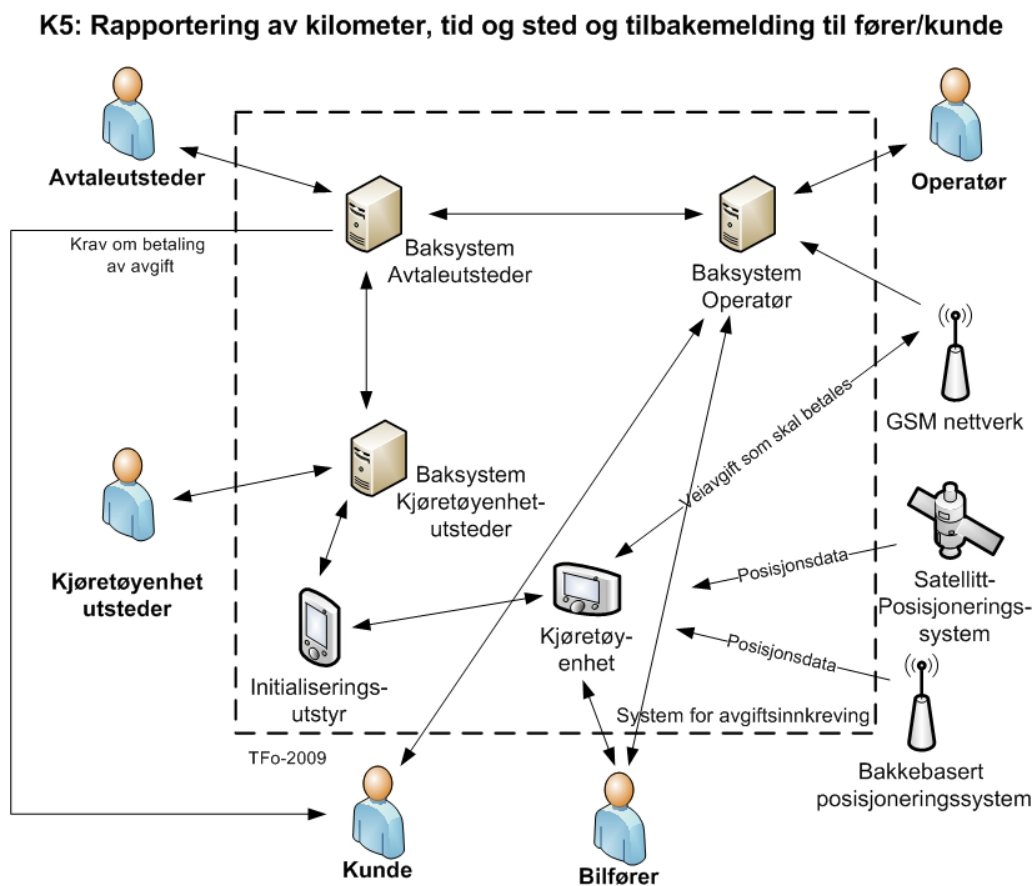 K5: Rapportering av kilometer, tid og sted og tilbakemelding til fører/kunde
Avtaleutsteder
Operatør
Krav om betaling
av avgift
Baksystem
Avtaleutsteder
Baksystem
Operatør
GSM nettverk
Veiavgift som skal betales
Baksystem
Kjøretøyenhet-
utsteder
Kjøretøyenhet
utsteder
Posisjonsdata
Satellitt-
Posisjonerings-
system
Kjøretøy-
enhet
Posisjonsdata
Initialiserings-
utstyr
System for avgiftsinnkreving
TFo-2009
Bakkebasert
posisjoneringssystem
Kunde
Bilfører